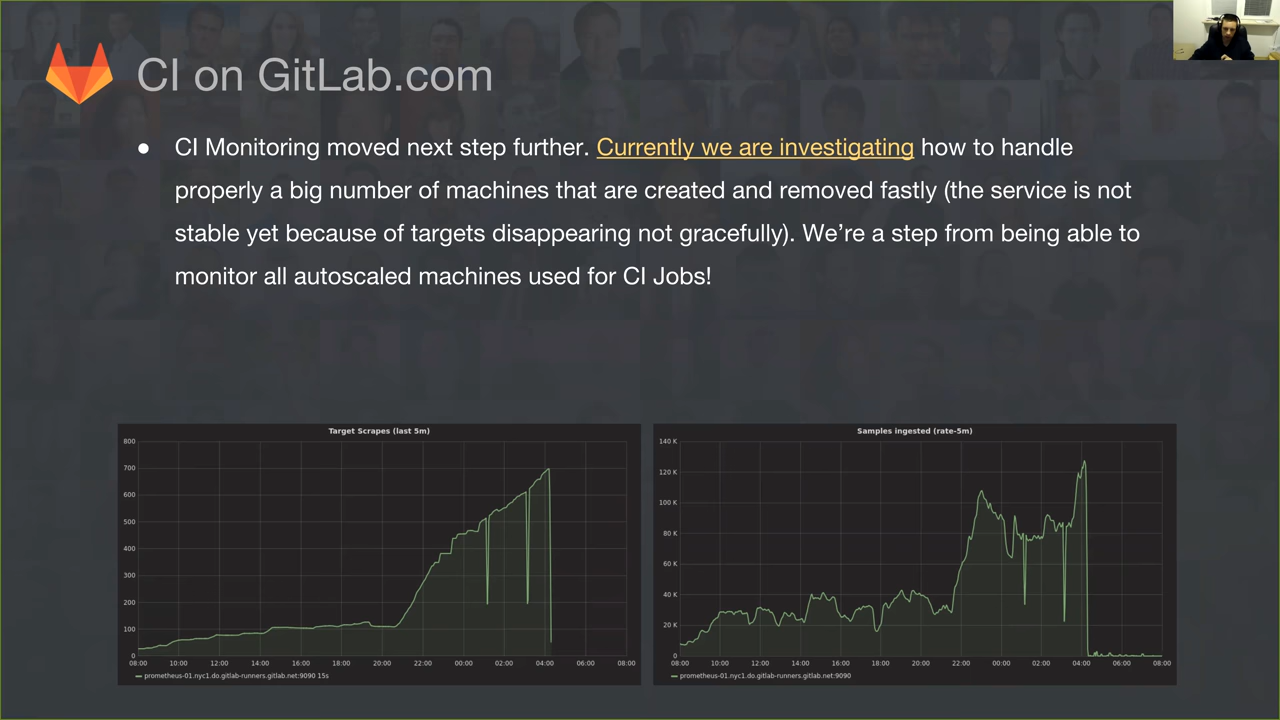 CI on GitLab.com
● CI Monitoring moved next step further. Currently we are investigating how to handle
properly a big number of machines that are created and removed fastly (the service is not
stable yet because of targets disappearing not gracefully). We’re a step from being able to
monitor all autoscaled machines used for CI Jobs!
Target Scrapes (last 5m)
800
700
600
500
400
300
200
100
0
08:00 10:00 12:00 14:00 16:00 18:00 20:00 22:00 00:00 02:00 04:00 06:00 08:00
prometheus-01.nyc1.do.gitlab-runners.gitlab.net:9090 15s
Samples ingested (rate-5m)
140 K
120 K
100 K
80 K
60 K
40 K
20 K
0
08:00 10:00 12:00 14:00 16:00 18:00 20:00 22:00 00:00 02:00 04:00 06:00 08:00
prometheus-01.nyc1.do.gitlab-runners.gitlab.net:9090